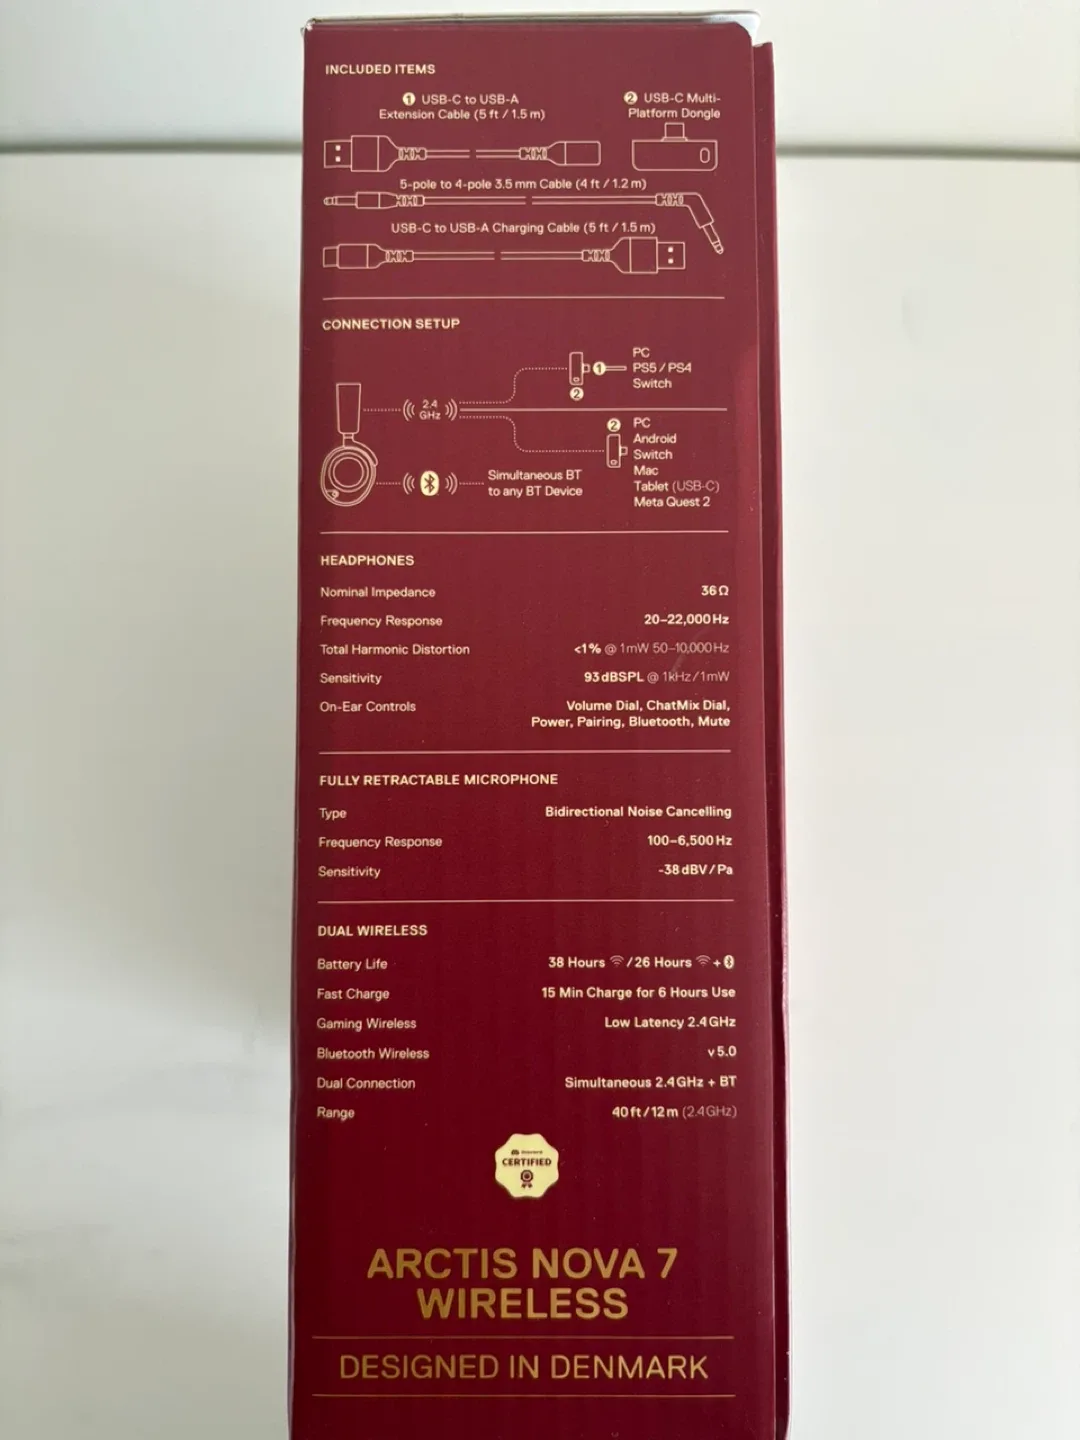 INCLUDED ITEMS
1 USB-C to USB-A
Extension Cable (5 ft / 1.5 m)
2 USB-C Multi-
Platform Dongle
5-pole to 4-pole 3.5 mm Cable (4 ft / 1.2 m)
USB-C to USB-A Charging Cable (5 ft / 1.5 m)
CONNECTION SETUP
2.4
GHz
1
2
PC
PS5 / PS4
Switch
2
PC
Android
Switch
Mac
Tablet (USB-C)
Meta Quest 2
Simultaneous BT
to any BT Device
HEADPHONES
Nominal Impedance 36 Ω
Frequency Response 20–22,000 Hz
Total Harmonic Distortion <1% @ 1mW 50–10,000 Hz
Sensitivity 93 dBSPL @ 1kHz/1mW
On-Ear Controls Volume Dial, ChatMix Dial,
Power, Pairing, Bluetooth, Mute
FULLY RETRACTABLE MICROPHONE
Type Bidirectional Noise Cancelling
Frequency Response 100–6,500 Hz
Sensitivity -38 dBV / Pa
DUAL WIRELESS
Battery Life 38 Hours / 26 Hours +
Fast Charge 15 Min Charge for 6 Hours Use
Gaming Wireless Low Latency 2.4 GHz
Bluetooth Wireless v 5.0
Dual Connection Simultaneous 2.4 GHz + BT
Range 40 ft / 12 m (2.4 GHz)
CERTIFIED
ARCTIS NOVA 7
WIRELESS
DESIGNED IN DENMARK